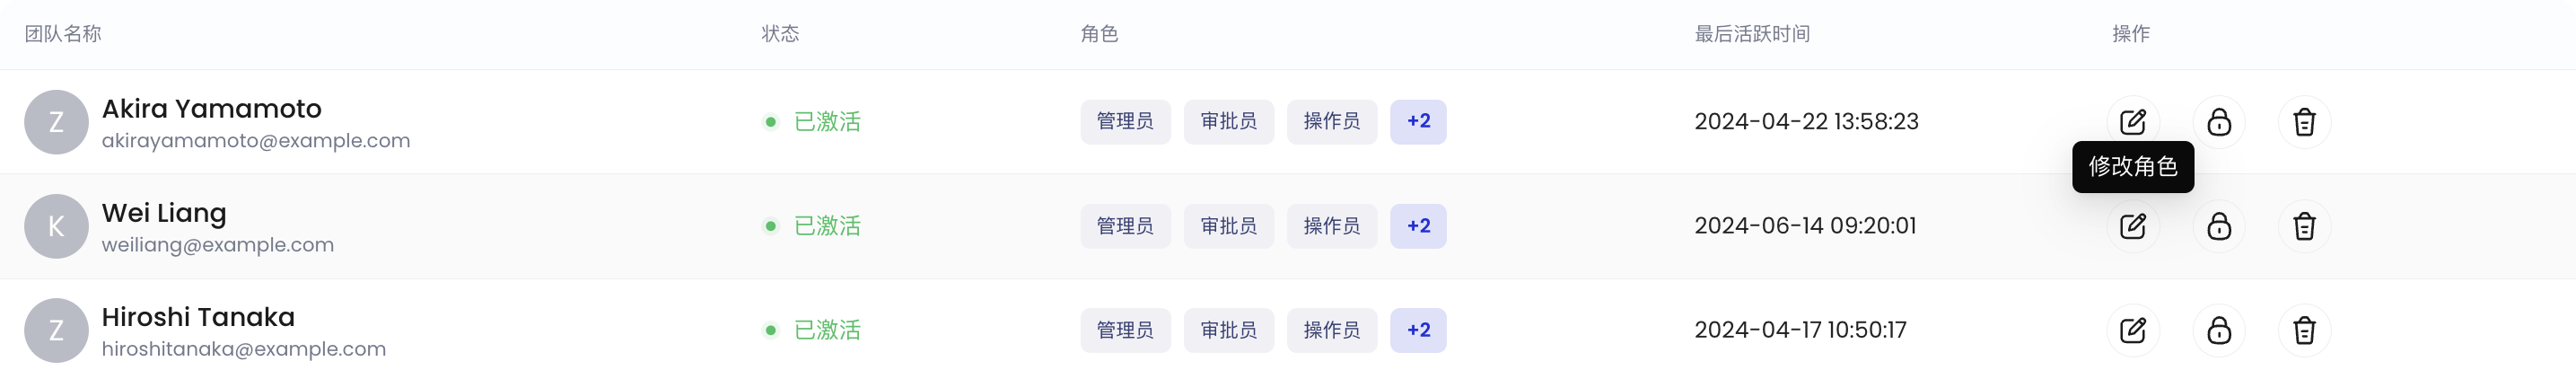 团队名称 状态 角色 最后活跃时间 操作
Z Akira Yamamoto 已激活 管理员 审批员 操作员 +2 2024-04-22 13:58:23
akirayamamoto@example.com
修改角色
K Wei Liang 已激活 管理员 审批员 操作员 +2 2024-06-14 09:20:01
weiliang@example.com
Z Hiroshi Tanaka 已激活 管理员 审批员 操作员 +2 2024-04-17 10:50:17
hiroshitanaka@example.com